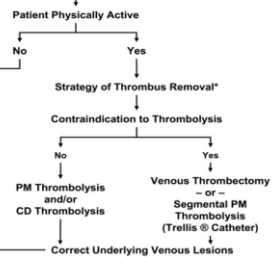 Patient Physically Active
No Yes
Strategy of Thrombus Removal*
Contraindication to Thrombolysis
No Yes
PM Thrombolysis
and/or
CD Thrombolysis
Venous Thrombectomy
– or –
Segmental PM
Thrombolysis
(Trellis ® Catheter)
Correct Underlying Venous Lesions